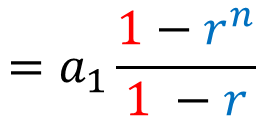 = a₁ (1 − rⁿ)/(1 − r)